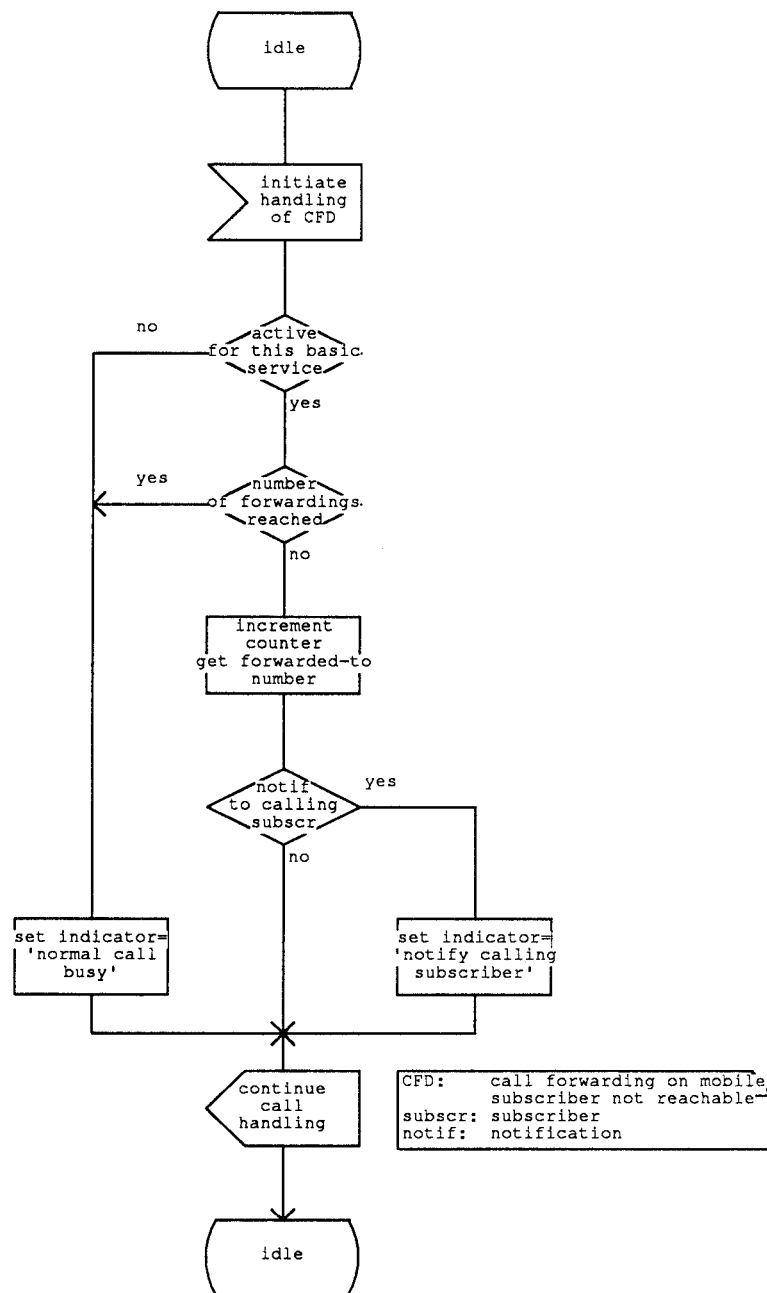 idle
initiate
handling
of CFD
no
active
for this basic
service
yes
yes
number
of forwardings
reached
no
increment
counter
get forwarded-to
number
notif
to calling
subscr
yes
no
set indicator=
'normal call
busy'
set indicator=
'notify calling
subscriber'
continue
call
handling
CFD: call forwarding on mobile
subscriber not reachable
subscr: subscriber
notif: notification
idle